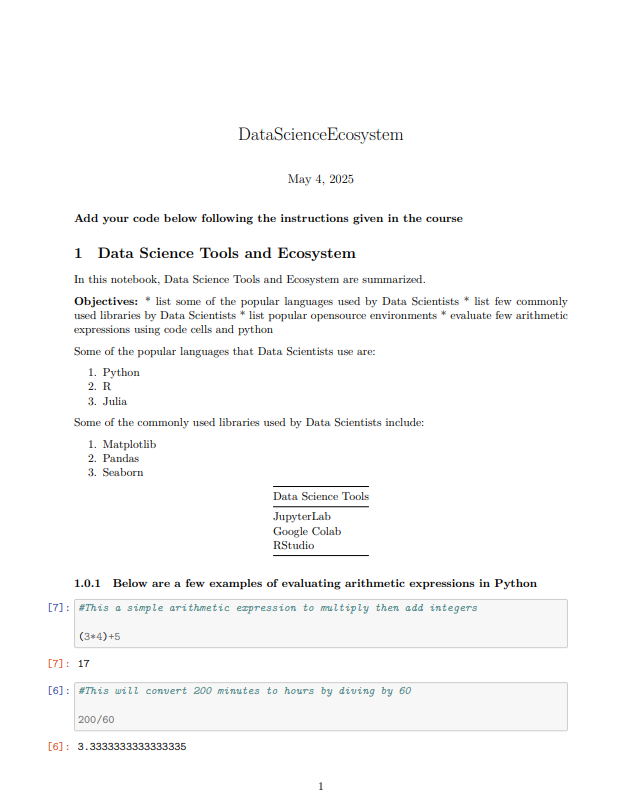 DataScienceEcosystem
May 4, 2025
Add your code below following the instructions given in the course
1 Data Science Tools and Ecosystem
In this notebook, Data Science Tools and Ecosystem are summarized.
Objectives: * list some of the popular languages used by Data Scientists * list few commonly
used libraries by Data Scientists * list popular opensource environments * evaluate few arithmetic
expressions using code cells and python
Some of the popular languages that Data Scientists use are:
1. Python
2. R
3. Julia
Some of the commonly used libraries used by Data Scientists include:
1. Matplotlib
2. Pandas
3. Seaborn
Data Science Tools
JupyterLab
Google Colab
RStudio
1.0.1 Below are a few examples of evaluating arithmetic expressions in Python
[7]: #This a simple arithmetic expression to multiply then add integers
(3*4)+5
[7]: 17
[6]: #This will convert 200 minutes to hours by diving by 60
200/60
[6]: 3.3333333333333335
1